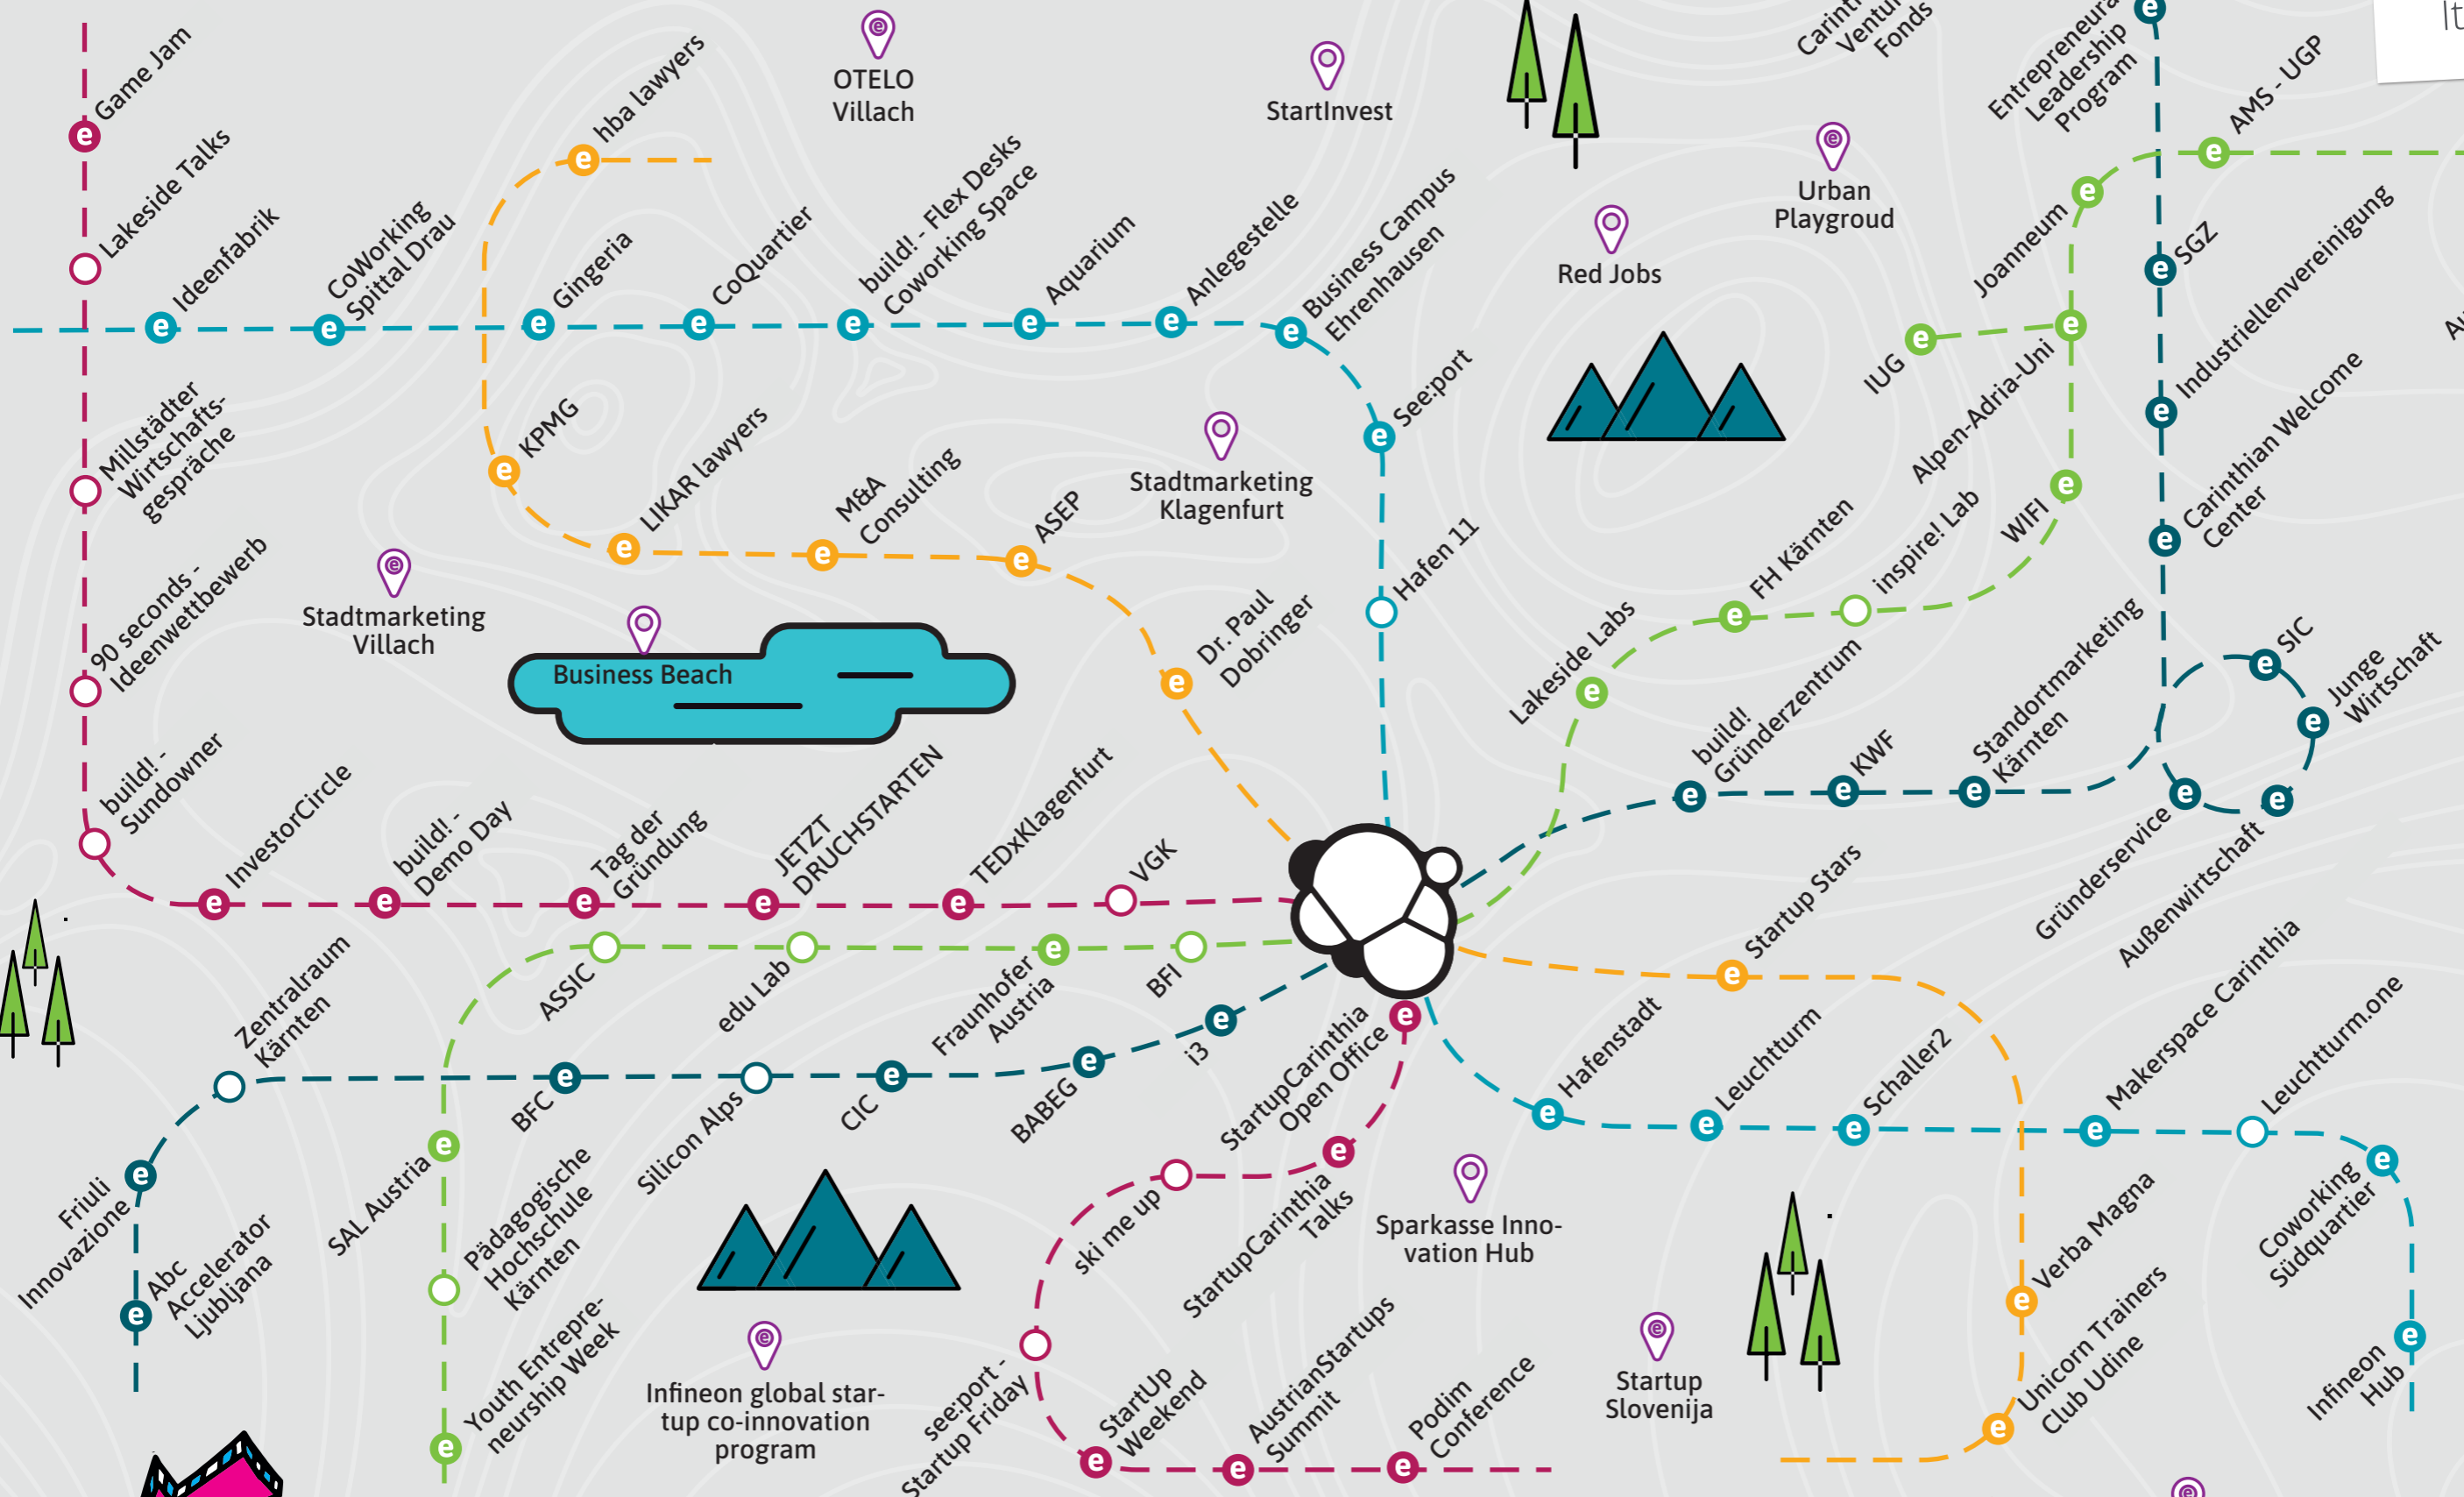 Game Jam
Lakeside Talks
Ideenfabrik
CoWorking
Spittal Drau
hba lawyers
Gingeria
CoQuartier
OTELO
Villach
build! - Flex Desks
Coworking Space
Aquarium
Anlegestelle
StartInvest
Business Campus
Ehrenhausen
See:port
Red Jobs
Urban
Playgroud
Ventur
Fonds
Leadership
Program
AMS - UGP
Joanneum
SGZ
IUG
Alpen-Adria-Uni
Industriellenvereinigung
Carinthian Welcome
Center
Millstädter
Wirtschafts-
gespräche
KPMG
LIKAR lawyers
M&A
Consulting
ASEP
Stadtmarketing
Klagenfurt
Hafen 11
90 seconds -
Ideenwettbewerb
Stadtmarketing
Villach
Business Beach
Dr. Paul
Dobringer
Lakeside Labs
FH Kärnten
inspire! Lab
WIFI
build!
Gründerzentrum
KWF
Standortmarketing
Kärnten
SIC
Junge
Wirtschaft
Gründerservice
Außenwirtschaft
build! -
Sundowner
InvestorCircle
build! -
Demo Day
Tag der
Gründung
JETZT
DRUCHSTARTEN
TEDxKlagenfurt
VGK
ASSIC
edu Lab
Fraunhofer
Austria
BFI
Startup Stars
Zentralraum
Kärnten
BFC
Silicon Alps
CIC
BABEG
i3
StartupCarinthia
Open Office
Hafenstadt
Leuchtturm
Schaller2
Makerspace Carinthia
Leuchtturm.one
Friuli
Innovazione
Abc
Accelerator
Ljubljana
SAL Austria
Pädagogische
Hochschule
Kärnten
Youth Entrepre-
neurship Week
Infineon global star-
tup co-innovation
program
ski me up
StartupCarinthia
Talks
Sparkasse Inno-
vation Hub
see:port -
Startup Friday
StartUp
Weekend
AustrianStartups
Summit
Podim
Conference
Startup
Slovenija
Verba Magna
Unicorn Trainers
Club Udine
Coworking
Südquartier
Infineon
Hub